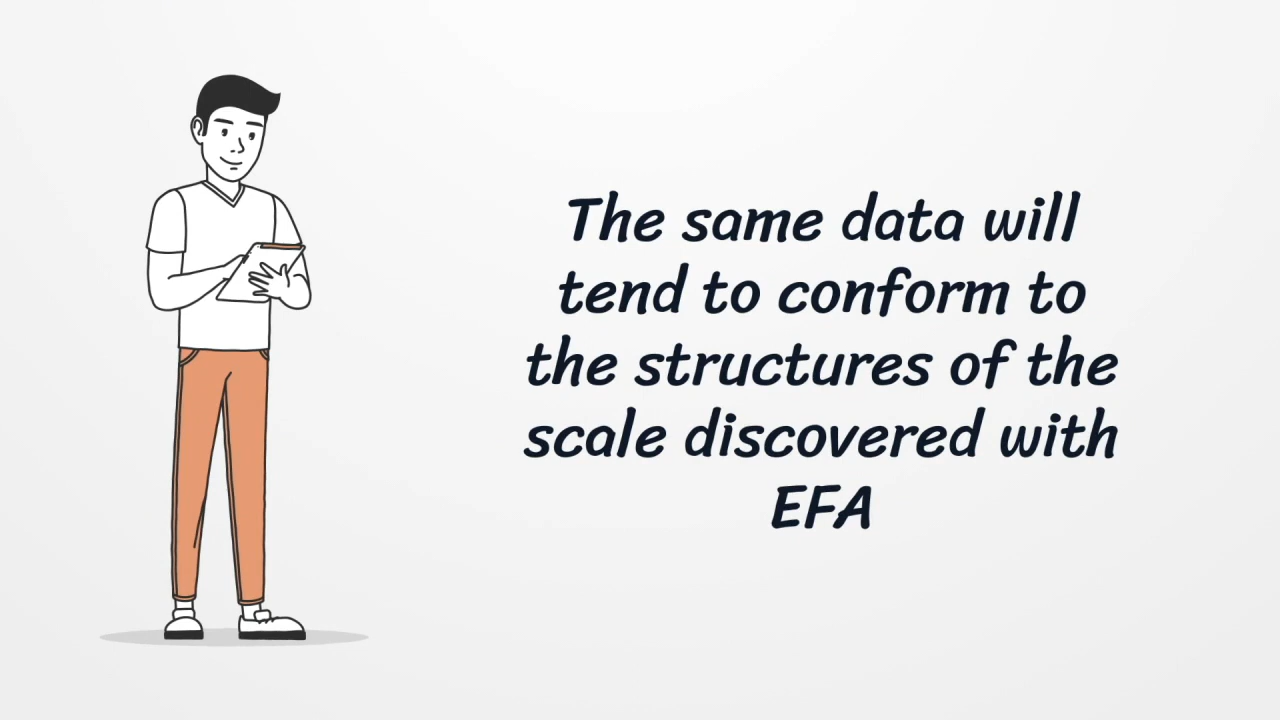 The same data will
tend to conform to
the structures of the
scale discovered with
EFA